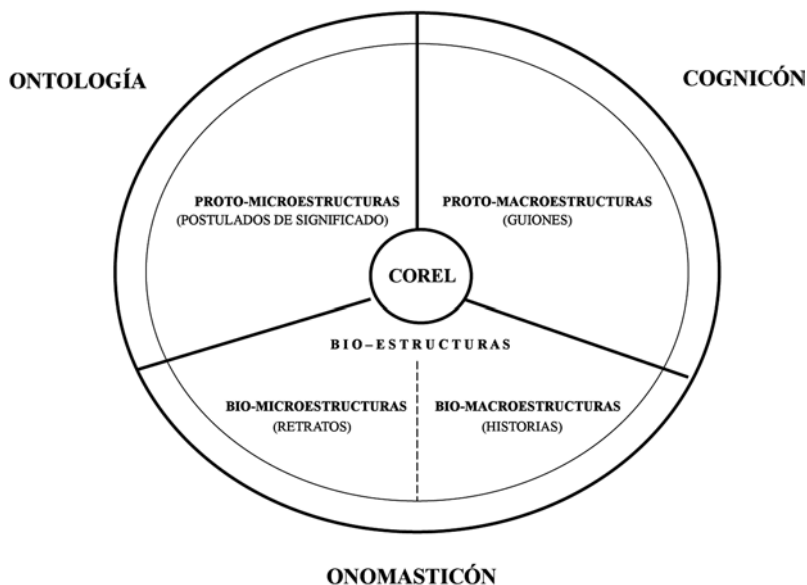 ONTOLOGÍA
COGNICÓN
PROTO-MICROESTRUCTURAS
(POSTULADOS DE SIGNIFICADO)
PROTO-MACROESTRUCTURAS
(GUIONES)
COREL
BIO–ESTRUCTURAS
BIO-MICROESTRUCTURAS
(RETRATOS)
BIO-MACROESTRUCTURAS
(HISTORIAS)
ONOMASTICÓN